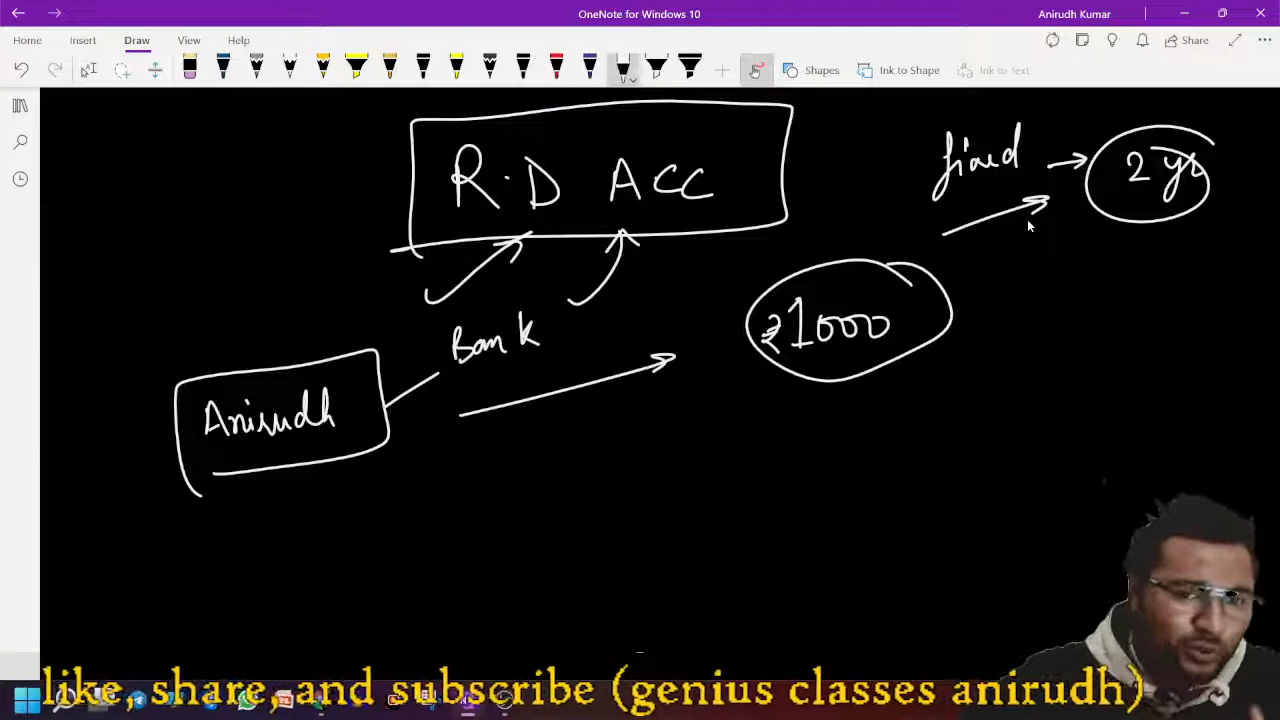 OneNote for Windows 10
Anirudh Kumar
Home Insert Draw View Help
Share
Shapes Ink to Shape Ink to Text
R.D ACC
fixed → 2 yr
Bank
₹1000
Anirudh
like, share, and subscribe (genius classes anirudh)